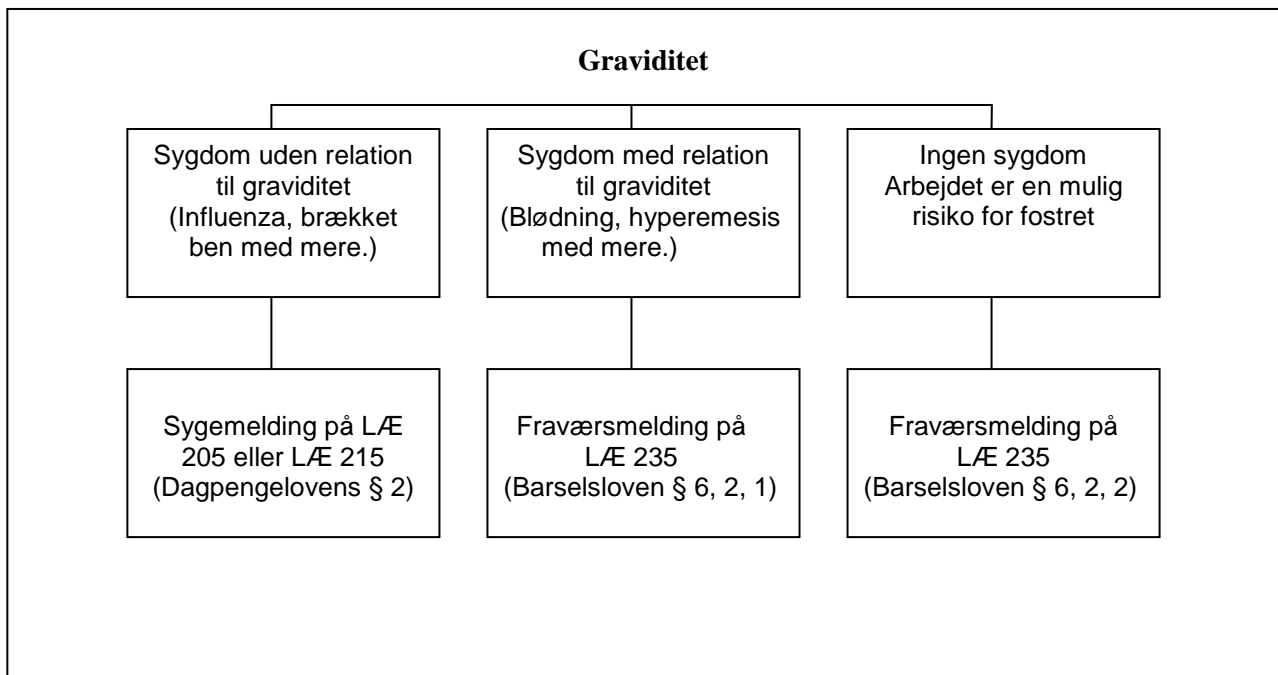 Graviditet
Sygdom uden relation
til graviditet
(Influenza, brækket
ben med mere.)
Sygdom med relation
til graviditet
(Blødning, hyperemesis
med mere.)
Ingen sygdom
Arbejdet er en mulig
risiko for fostret
Sygemelding på LÆ
205 eller LÆ 215
(Dagpengelovens § 2)
Fraværsmelding på
LÆ 235
(Barselsloven § 6, 2, 1)
Fraværsmelding på
LÆ 235
(Barselsloven § 6, 2, 2)